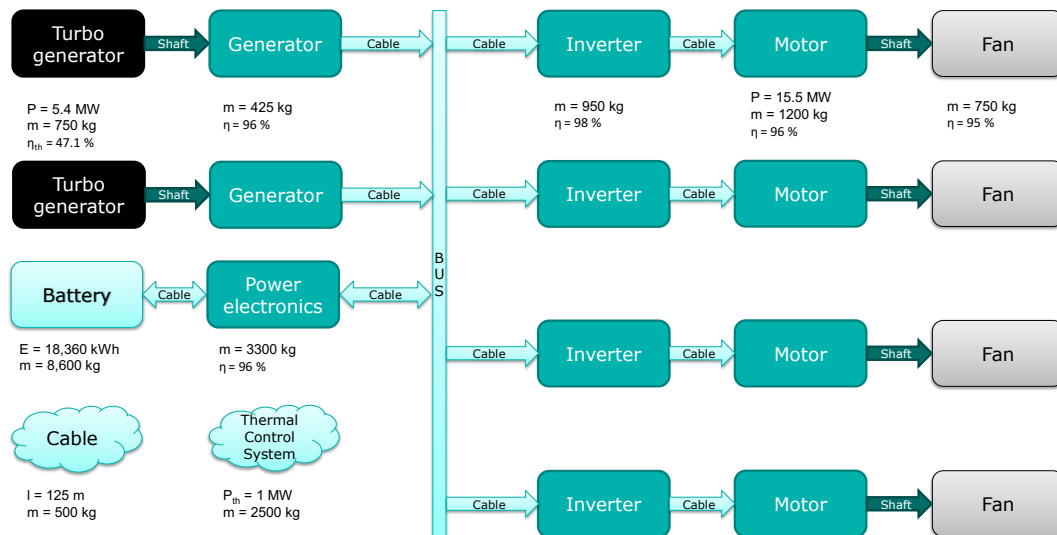 Turbo
generator
Shaft
Generator
Cable
Cable
Inverter
Cable
Motor
Shaft
Fan
P = 5.4 MW
m = 750 kg
ηth = 47.1 %
m = 425 kg
η = 96 %
m = 950 kg
η = 98 %
P = 15.5 MW
m = 1200 kg
η = 96 %
m = 750 kg
η = 95 %
Turbo
generator
Shaft
Generator
Cable
Cable
Inverter
Cable
Motor
Shaft
Fan
Battery
Cable
Power
electronics
Cable
B
U
S
E = 18,360 kWh
m = 8,600 kg
m = 3300 kg
η = 96 %
Cable
Inverter
Cable
Motor
Shaft
Fan
Cable
Thermal
Control
System
l = 125 m
m = 500 kg
Pth = 1 MW
m = 2500 kg
Cable
Inverter
Cable
Motor
Shaft
Fan